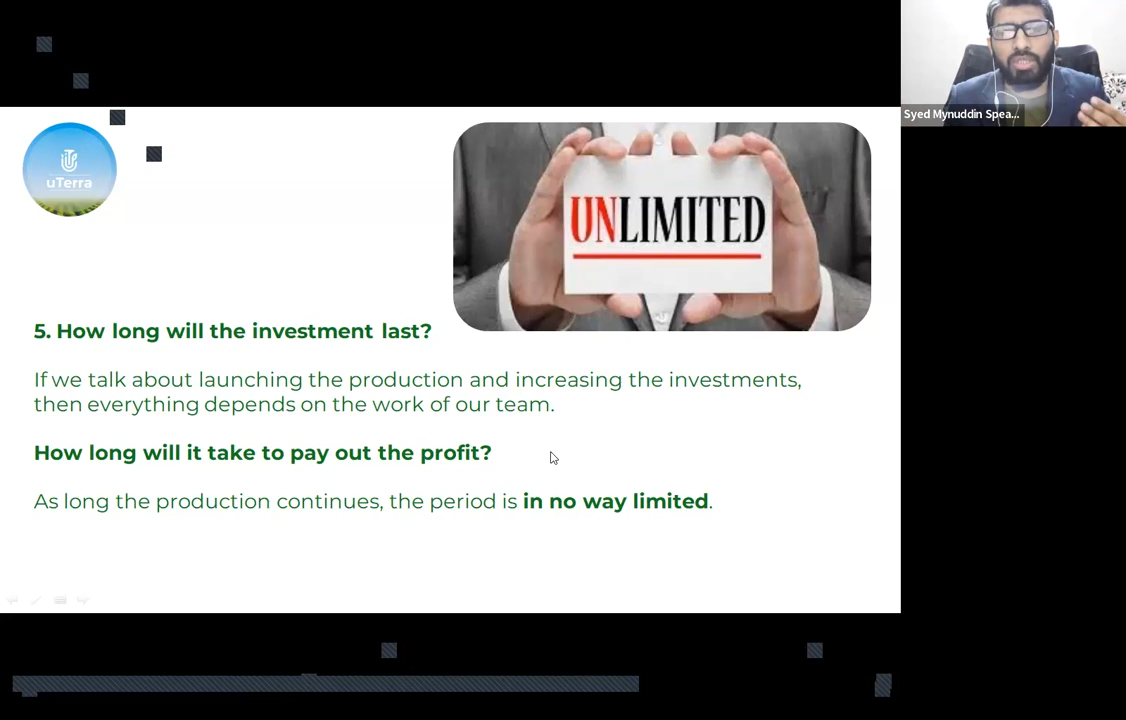 Syed Mynuddin Spea...
uTerra
UNLIMITED
5. How long will the investment last?
If we talk about launching the production and increasing the investments,
then everything depends on the work of our team.
How long will it take to pay out the profit?
As long the production continues, the period is in no way limited.